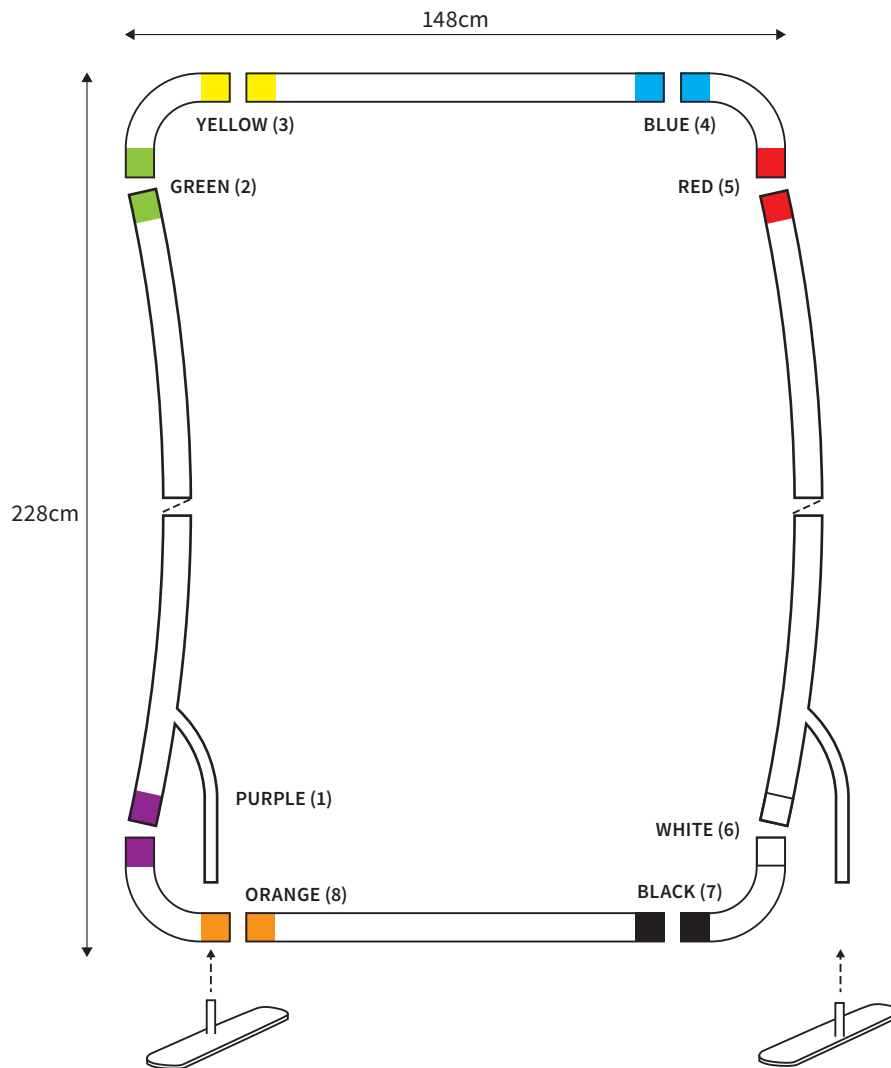 148cm
YELLOW (3)
BLUE (4)
GREEN (2)
RED (5)
228cm
PURPLE (1)
WHITE (6)
ORANGE (8)
BLACK (7)